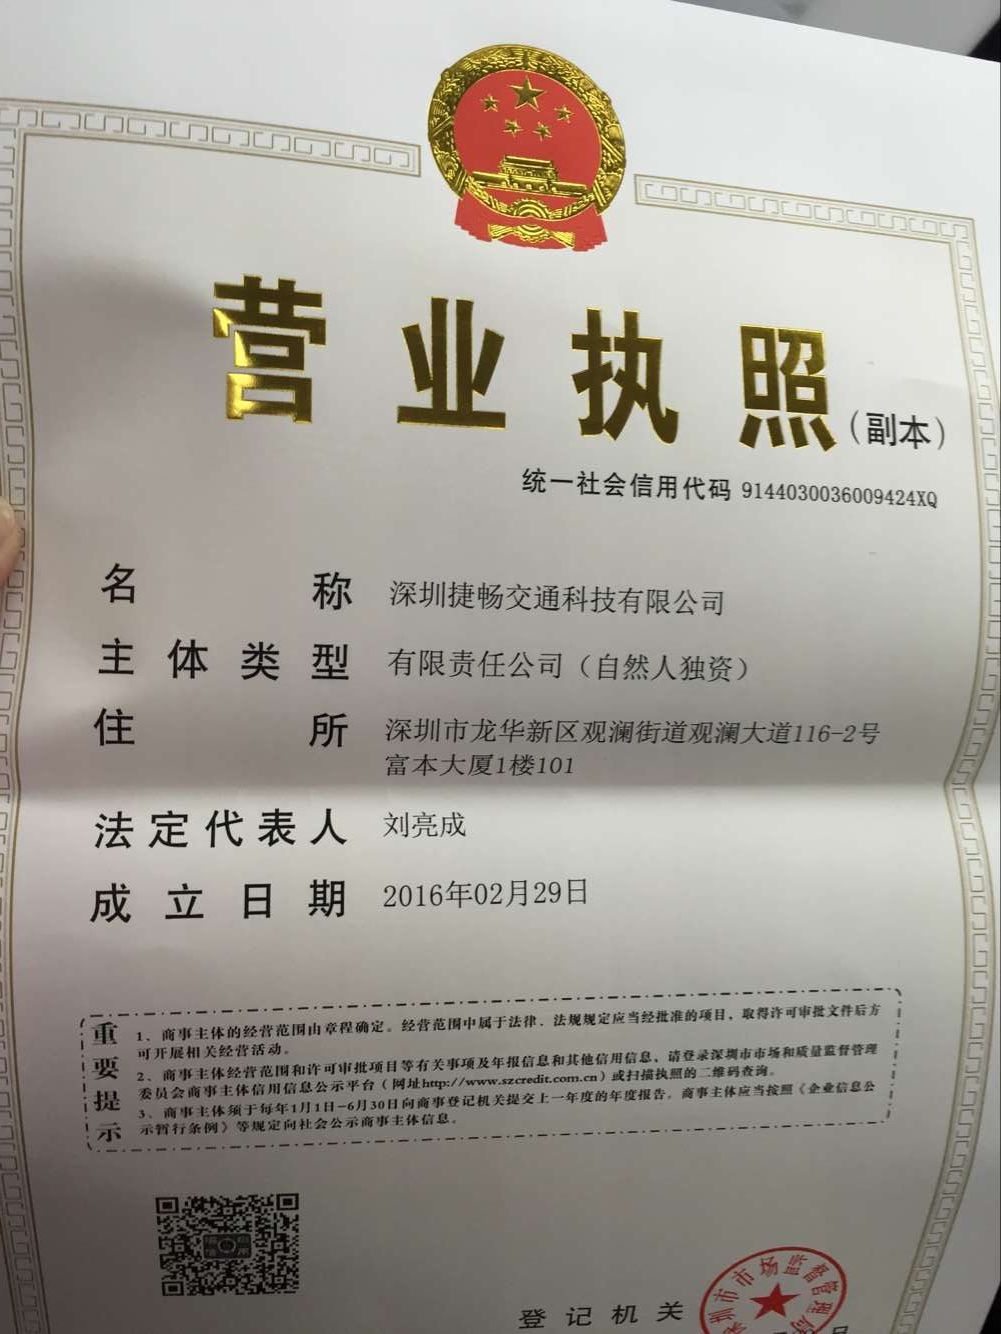 营业执照（副本）
统一社会信用代码 9144030036009424XQ
名称 深圳捷畅交通科技有限公司
主体类型 有限责任公司（自然人独资）
住所 深圳市龙华新区观澜街道观澜大道116-2号
富本大厦1楼101
法定代表人 刘亮成
成立日期 2016年02月29日
重要提示
1、商事主体的经营范围由章程确定。经营范围中属于法律、法规规定应当经批准的项目，取得许可审批文件后方
可开展相关经营活动。
2、商事主体经营范围和许可审批项目等有关事项及年报信息和其他信用信息，请登录深圳市市场和质量监督管理
委员会商事主体信用信息公示平台（网址http://www.szcredit.com.cn）或扫描执照的二维码查询。
3、商事主体须于每年1月1日-6月30日向商事登记机关提交上一年度的年度报告。商事主体应当按照《企业信息公
示暂行条例》等规定向社会公示商事主体信息。
登记机关
深圳市市场监督管理局